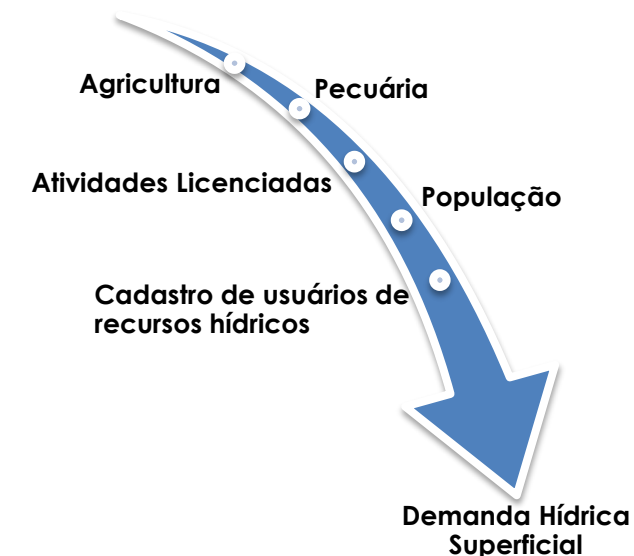 Agricultura
Pecuária
Atividades Licenciadas
População
Cadastro de usuários de
recursos hídricos
Demanda Hídrica
Superficial